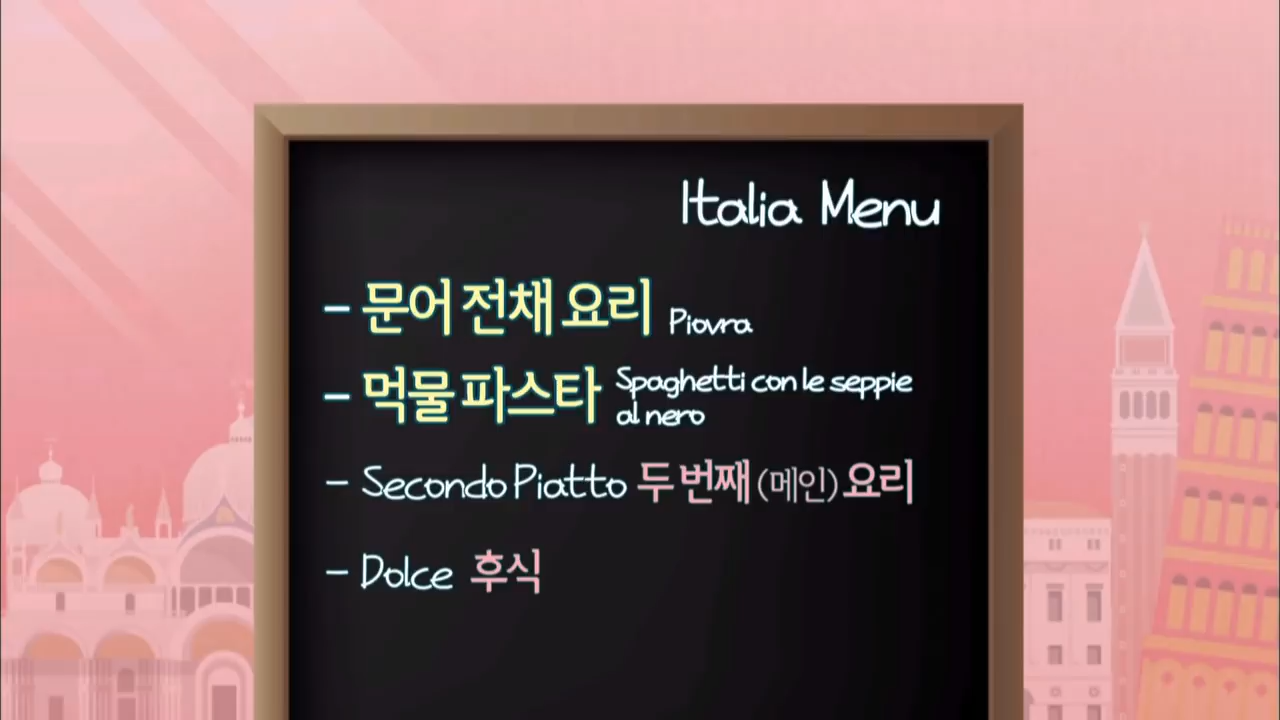 Italia Menu
- 문어 전채 요리 Piovra
- 먹물 파스타 Spaghetti con le seppie
al nero
- Secondo Piatto 두 번째 (메인) 요리
- Dolce 후식